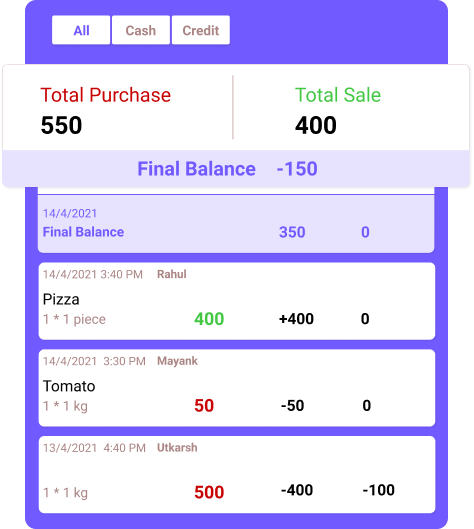 All Cash Credit
Total Purchase Total Sale
550 400
Final Balance -150
14/4/2021
Final Balance 350 0
14/4/2021 3:40 PM Rahul
Pizza
1 * 1 piece 400 +400 0
14/4/2021 3:30 PM Mayank
Tomato
1 * 1 kg 50 -50 0
13/4/2021 4:40 PM Utkarsh
1 * 1 kg 500 -400 -100